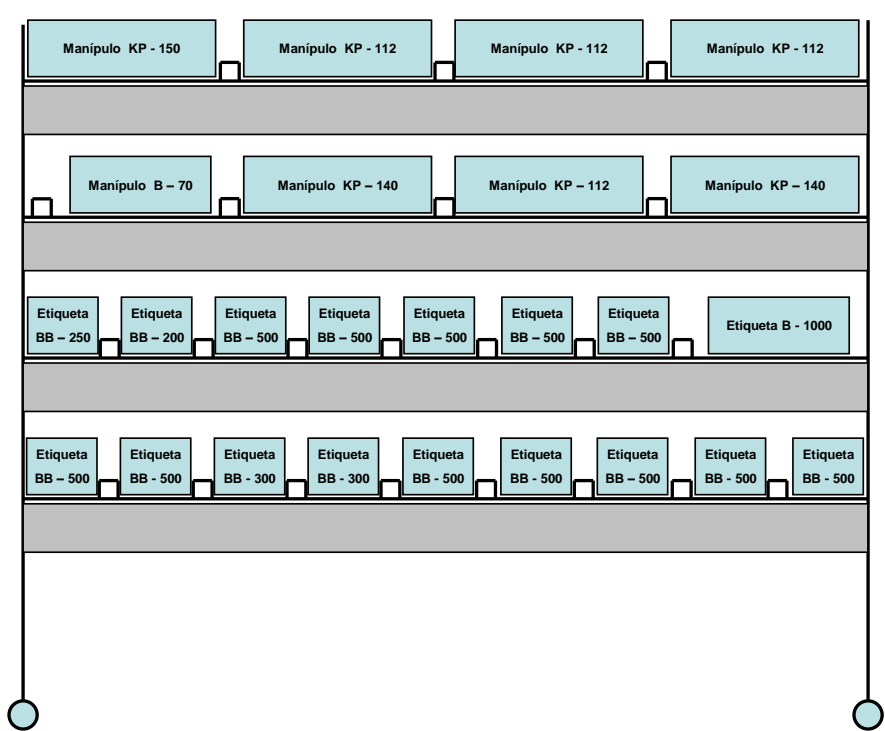 Manípulo KP - 150
Manípulo KP - 112
Manípulo KP - 112
Manípulo KP - 112
Manípulo B – 70
Manípulo KP – 140
Manípulo KP – 112
Manípulo KP – 140
Etiqueta
BB – 250
Etiqueta
BB – 200
Etiqueta
BB – 500
Etiqueta
BB – 500
Etiqueta
BB – 500
Etiqueta
BB – 500
Etiqueta
BB – 500
Etiqueta B - 1000
Etiqueta
BB – 500
Etiqueta
BB - 500
Etiqueta
BB - 300
Etiqueta
BB - 300
Etiqueta
BB - 500
Etiqueta
BB - 500
Etiqueta
BB – 500
Etiqueta
BB - 500
Etiqueta
BB - 500